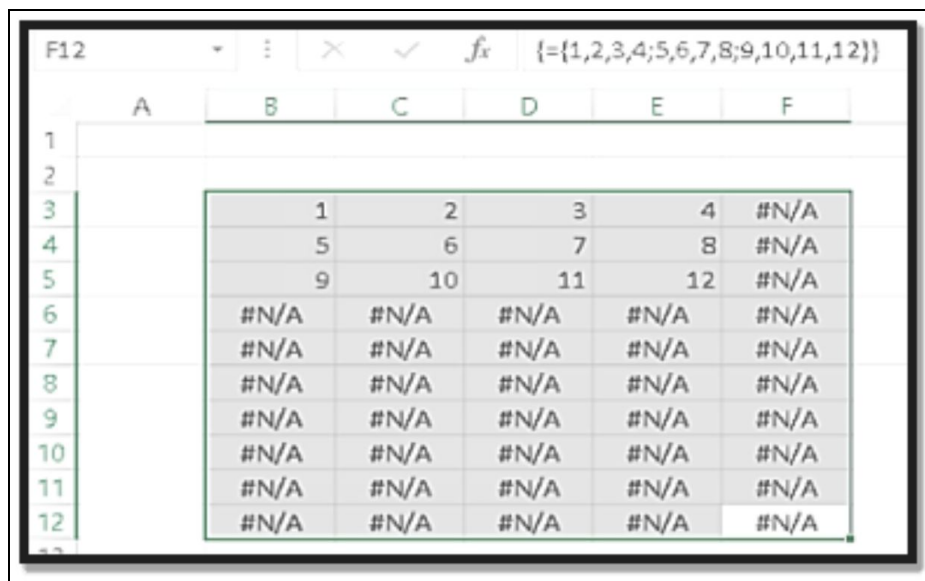 F12 fx {={1,2,3,4;5,6,7,8;9,10,11,12}}
A B C D E F
1
2
3 1 2 3 4 #N/A
4 5 6 7 8 #N/A
5 9 10 11 12 #N/A
6 #N/A #N/A #N/A #N/A #N/A
7 #N/A #N/A #N/A #N/A #N/A
8 #N/A #N/A #N/A #N/A #N/A
9 #N/A #N/A #N/A #N/A #N/A
10 #N/A #N/A #N/A #N/A #N/A
11 #N/A #N/A #N/A #N/A #N/A
12 #N/A #N/A #N/A #N/A #N/A